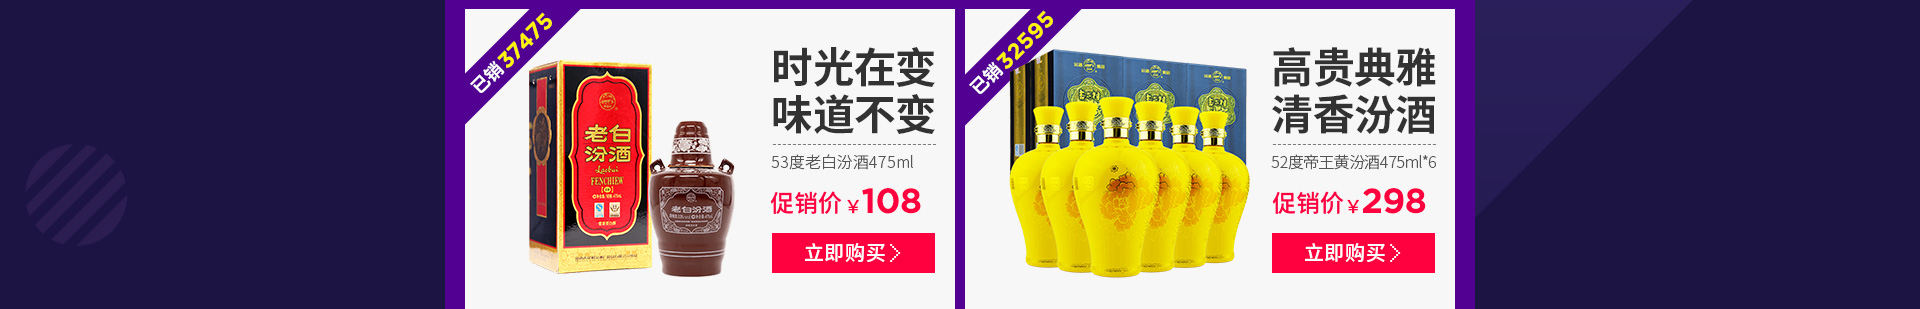 已销37475
时光在变
味道不变
53度老白汾酒475ml
促销价¥108
立即购买
老白
汾酒
Laobai
FENCHIEW
老白汾酒
已销32595
高贵典雅
清香汾酒
52度帝王黄汾酒475ml*6
促销价¥298
立即购买